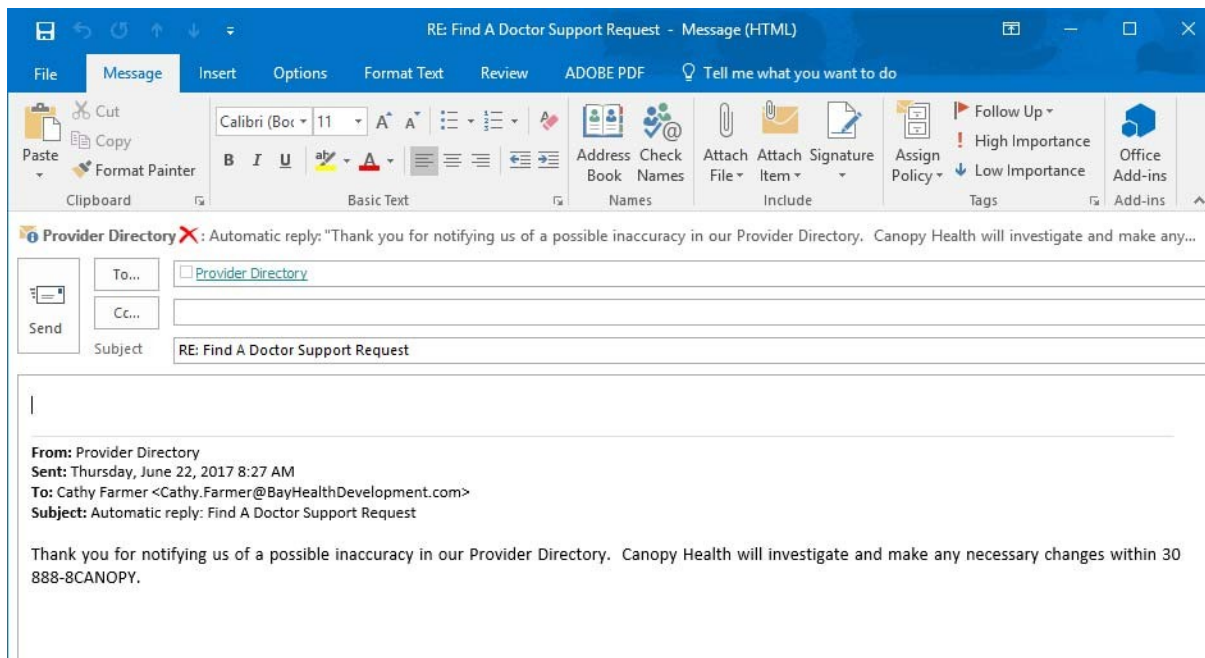 RE: Find A Doctor Support Request - Message (HTML)
File Message Insert Options Format Text Review ADOBE PDF Tell me what you want to do
Paste
Cut
Copy
Format Painter
Clipboard
Calibri (Boc 11
A A
B I U aby A
Basic Text
Address Book
Check Names
Names
Attach File
Attach Item
Signature
Include
Assign Policy
Follow Up
High Importance
Low Importance
Tags
Office Add-ins
Add-ins
Provider Directory : Automatic reply: "Thank you for notifying us of a possible inaccuracy in our Provider Directory. Canopy Health will investigate and make any...
Send
To... Provider Directory
Cc...
Subject RE: Find A Doctor Support Request
From: Provider Directory
Sent: Thursday, June 22, 2017 8:27 AM
To: Cathy Farmer <Cathy.Farmer@BayHealthDevelopment.com>
Subject: Automatic reply: Find A Doctor Support Request
Thank you for notifying us of a possible inaccuracy in our Provider Directory. Canopy Health will investigate and make any necessary changes within 30
888-8CANOPY.